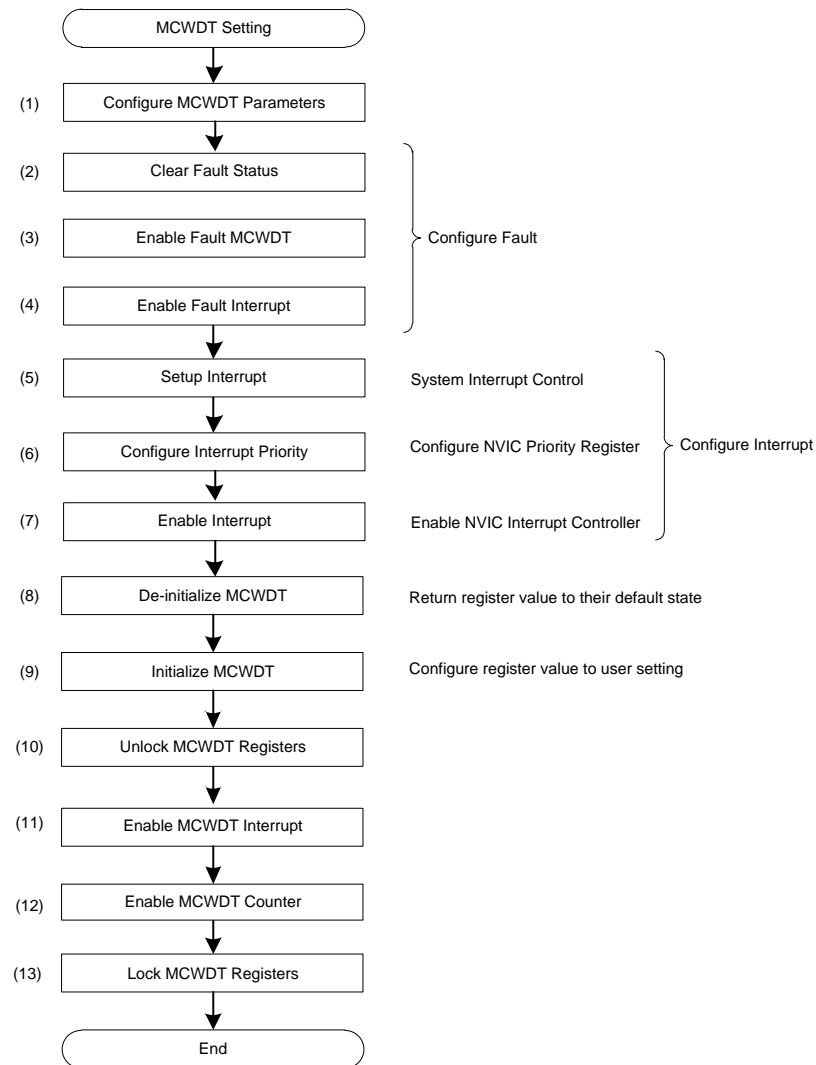 MCWDT Setting
(1) Configure MCWDT Parameters
(2) Clear Fault Status
(3) Enable Fault MCWDT
Configure Fault
(4) Enable Fault Interrupt
(5) Setup Interrupt System Interrupt Control
(6) Configure Interrupt Priority Configure NVIC Priority Register Configure Interrupt
(7) Enable Interrupt Enable NVIC Interrupt Controller
(8) De-initialize MCWDT Return register value to their default state
(9) Initialize MCWDT Configure register value to user setting
(10) Unlock MCWDT Registers
(11) Enable MCWDT Interrupt
(12) Enable MCWDT Counter
(13) Lock MCWDT Registers
End